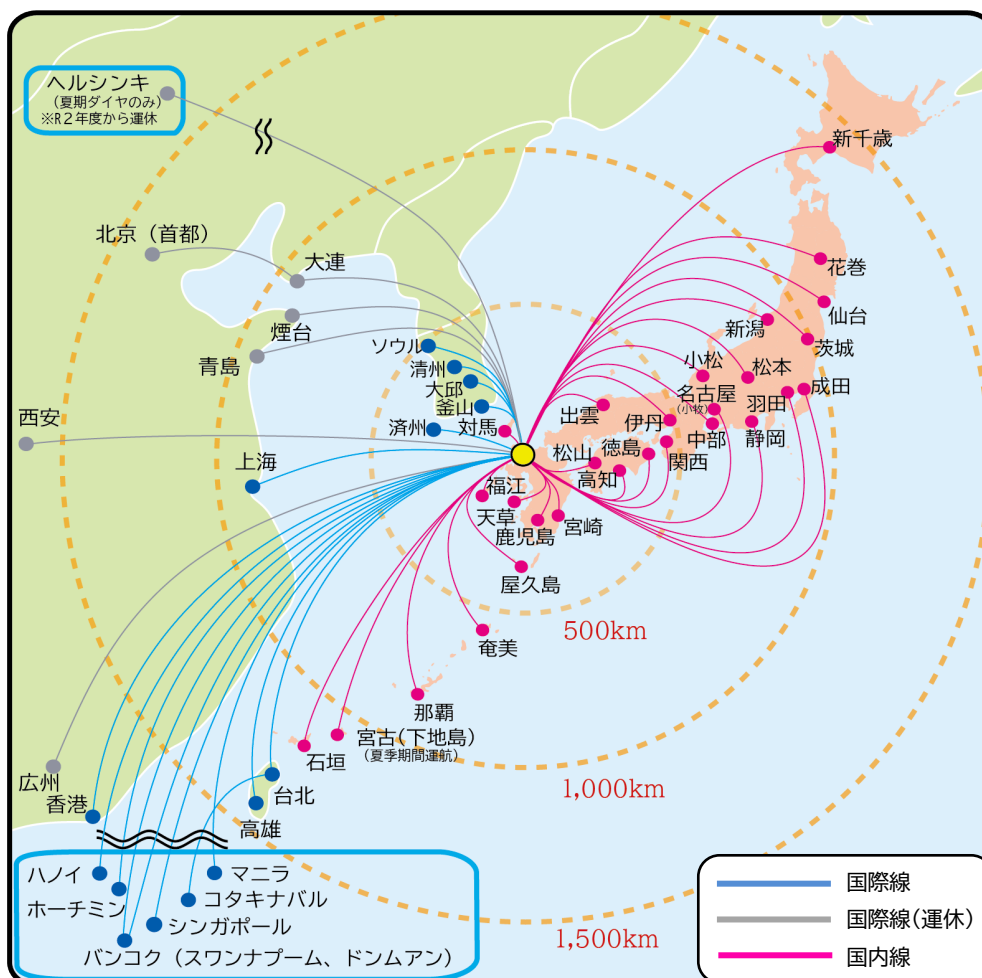 ヘルシンキ
(夏期ダイヤのみ)
※R2年度から運休
新千歳
北京（首都）
大連
花巻
煙台
仙台
新潟
ソウル
茨城
青島
清州
小松
松本
大邱
成田
名古屋
(小牧)
羽田
釜山
出雲
伊丹
西安
済州
対馬
中部
静岡
松山
徳島
関西
上海
高知
福江
天草
宮崎
鹿児島
屋久島
500km
奄美
那覇
宮古(下地島)
(夏季期間運航)
石垣
広州
1,000km
香港
台北
高雄
ハノイ
マニラ
ホーチミン
コタキナバル
シンガポール
バンコク（スワンナプーム、ドンムアン）
1,500km
国際線
国際線(運休)
国内線